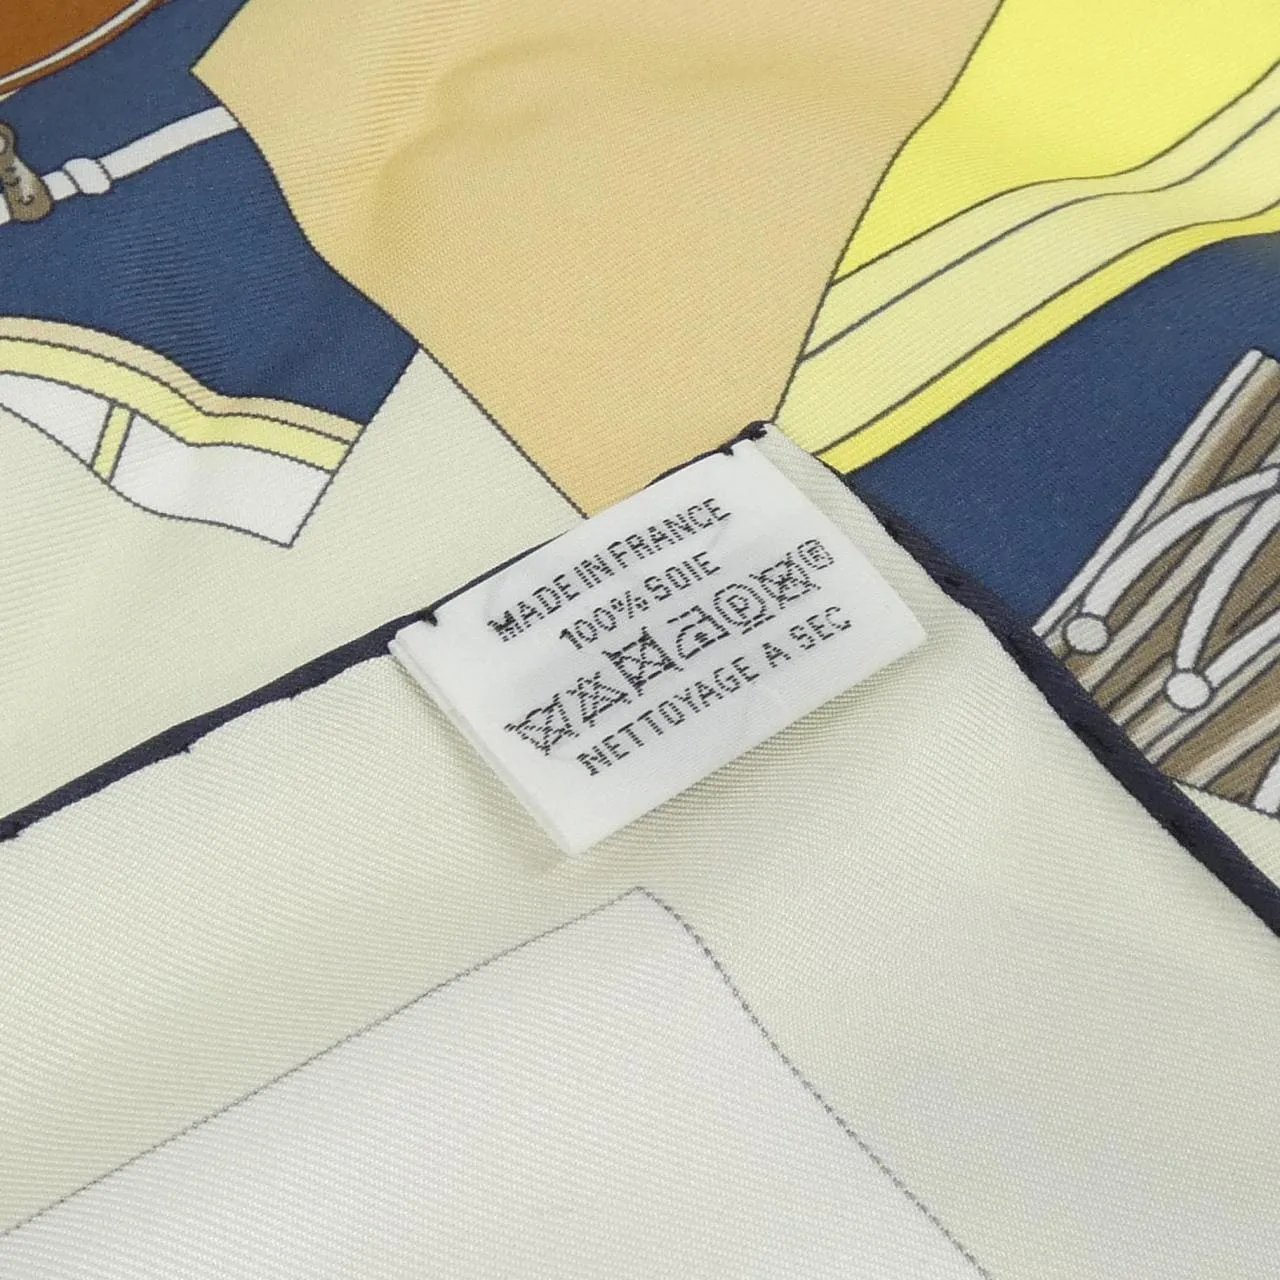 MADE IN FRANCE
100% SOIE
®
NETTOYAGE A SEC